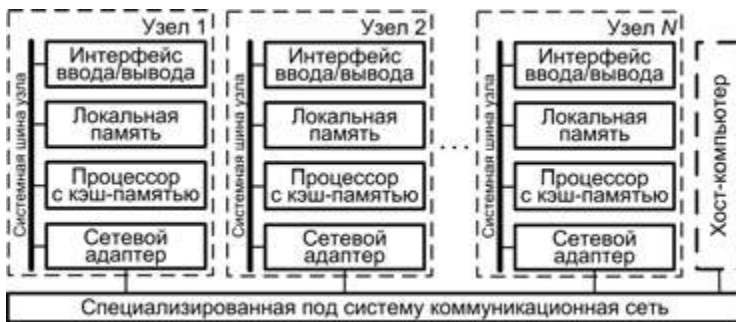 Узел 1
Системная шина узла
Интерфейс
ввода/вывода
Локальная
память
Процессор
с кэш-памятью
Сетевой
адаптер
Узел 2
Системная шина узла
Интерфейс
ввода/вывода
Локальная
память
Процессор
с кэш-памятью
Сетевой
адаптер
. . .
Узел N
Системная шина узла
Интерфейс
ввода/вывода
Локальная
память
Процессор
с кэш-памятью
Сетевой
адаптер
Хост-компьютер
Специализированная под систему коммуникационная сеть